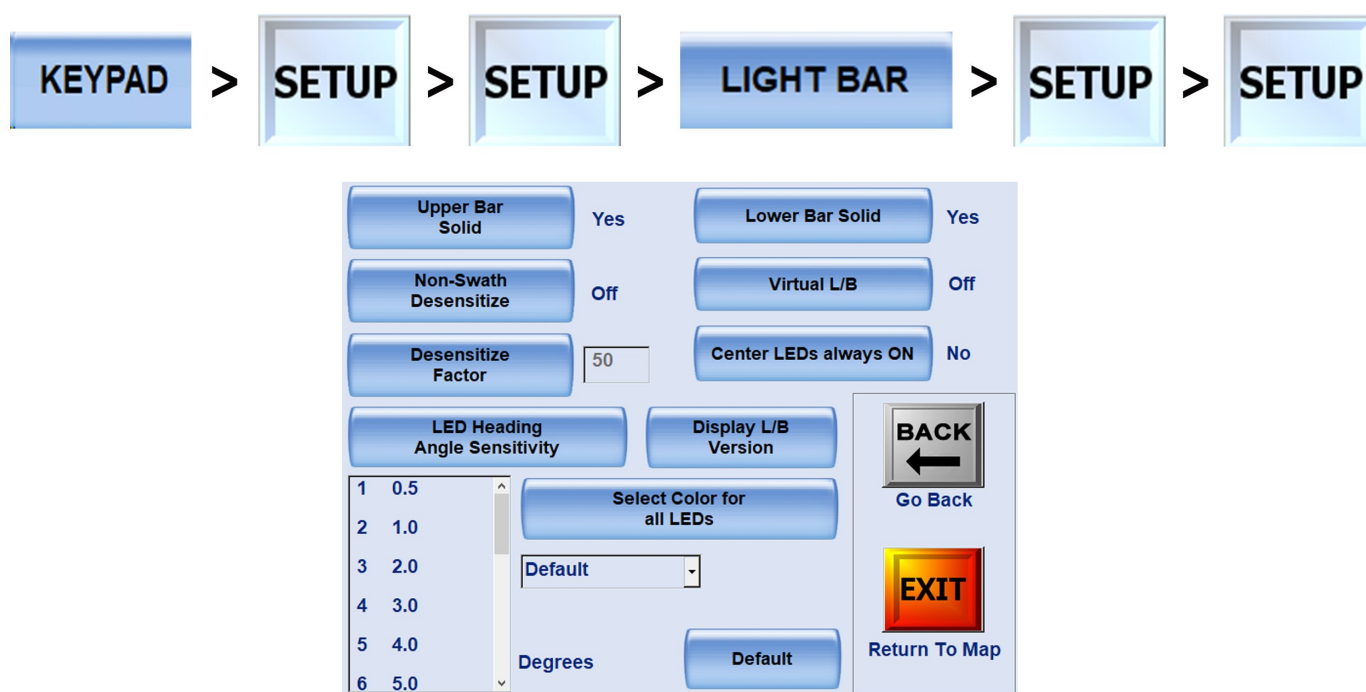 KEYPAD > SETUP > SETUP > LIGHT BAR > SETUP > SETUP
Upper Bar
Solid
Yes
Lower Bar Solid
Yes
Non-Swath
Desensitize
Off
Virtual L/B
Off
Desensitize
Factor
50
Center LEDs always ON
No
LED Heading
Angle Sensitivity
Display L/B
Version
BACK
Go Back
1 0.5
2 1.0
3 2.0
4 3.0
5 4.0
6 5.0
Select Color for
all LEDs
Default
Degrees
Default
EXIT
Return To Map